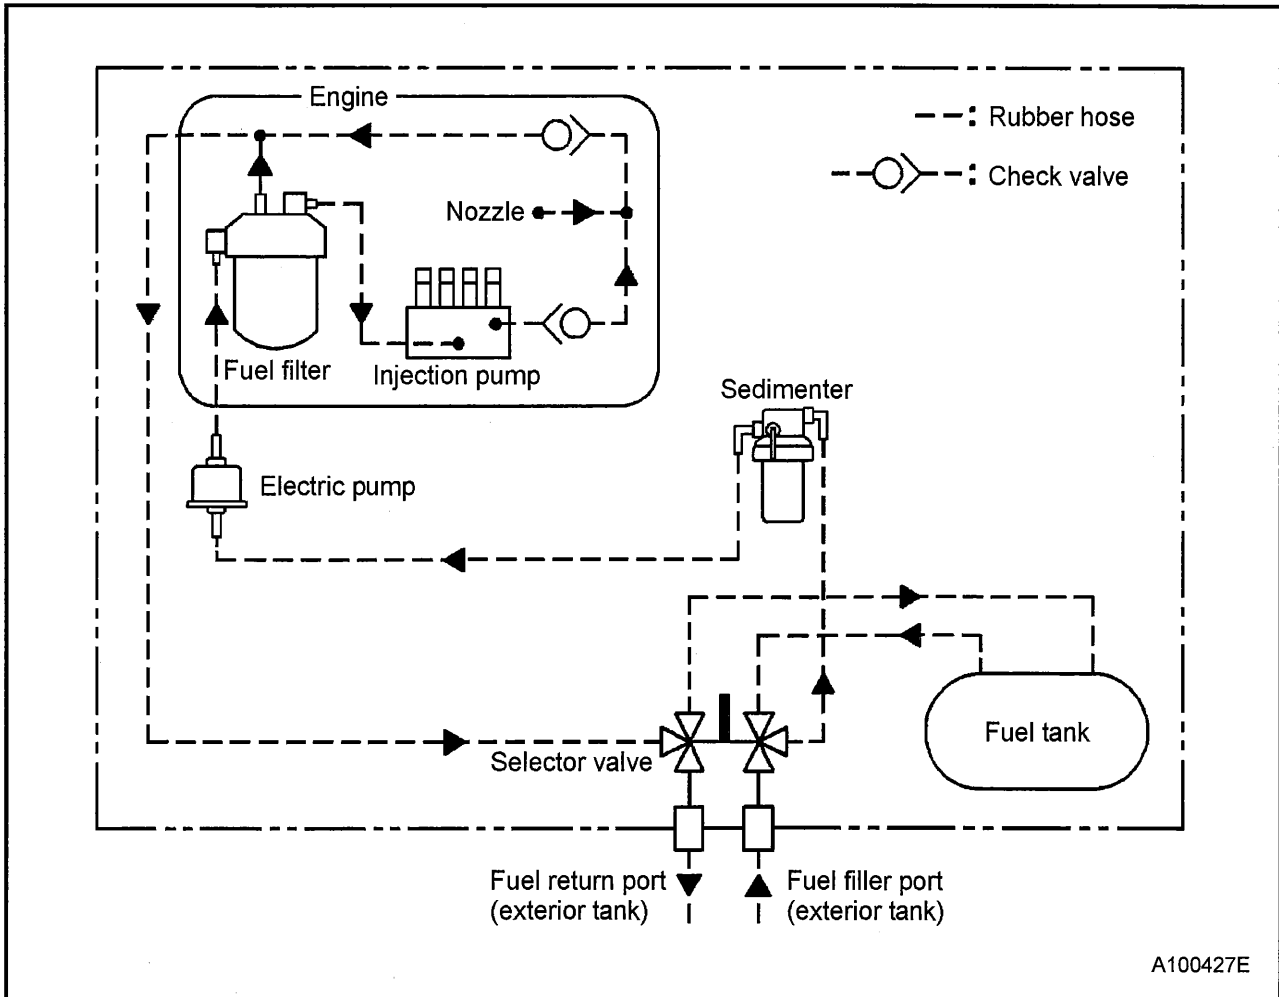 Engine
: Rubber hose
: Check valve
Nozzle
Fuel filter
Injection pump
Sedimenter
Electric pump
Selector valve
Fuel tank
Fuel return port
(exterior tank)
Fuel filler port
(exterior tank)
A100427E